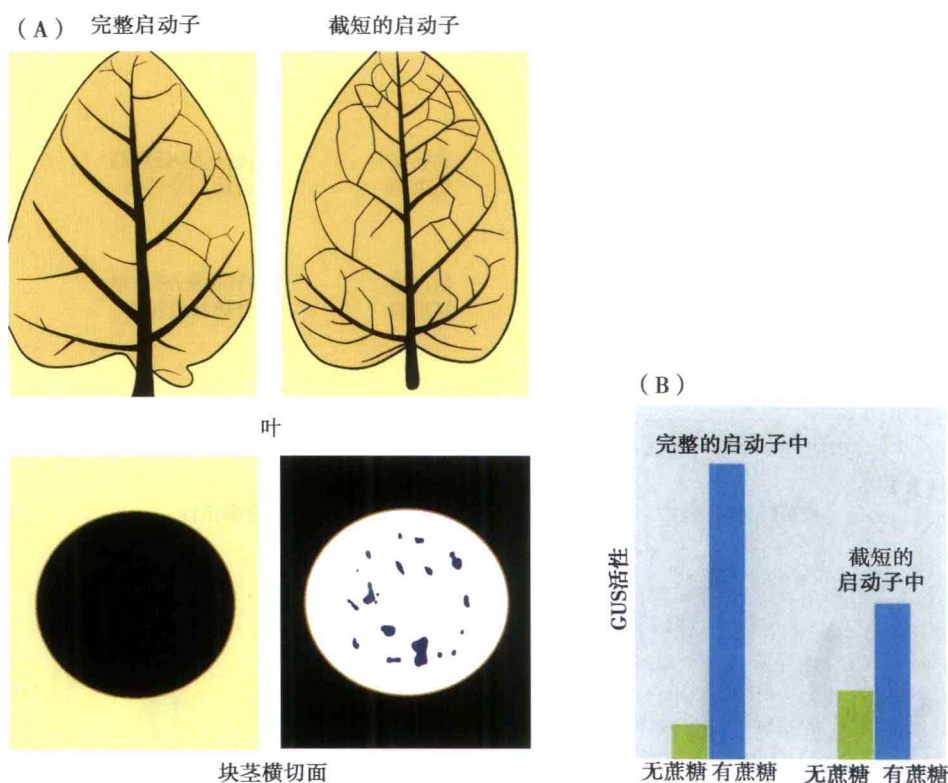 （A） 完整启动子 截短的启动子
叶
块茎横切面
（B）
完整的启动子中
截短的
启动子中
GUS活性
无蔗糖 有蔗糖 无蔗糖 有蔗糖